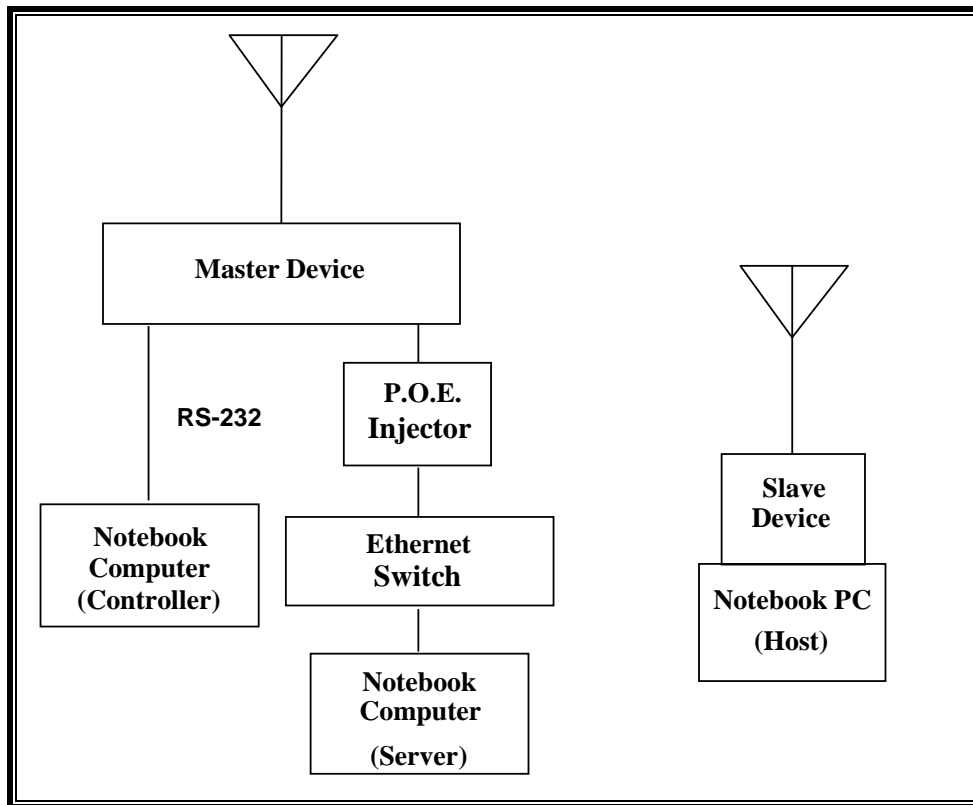 Master Device
P.O.E.
Injector
RS-232
Notebook
Computer
(Controller)
Ethernet
Switch
Notebook
Computer
(Server)
Slave
Device
Notebook PC
(Host)